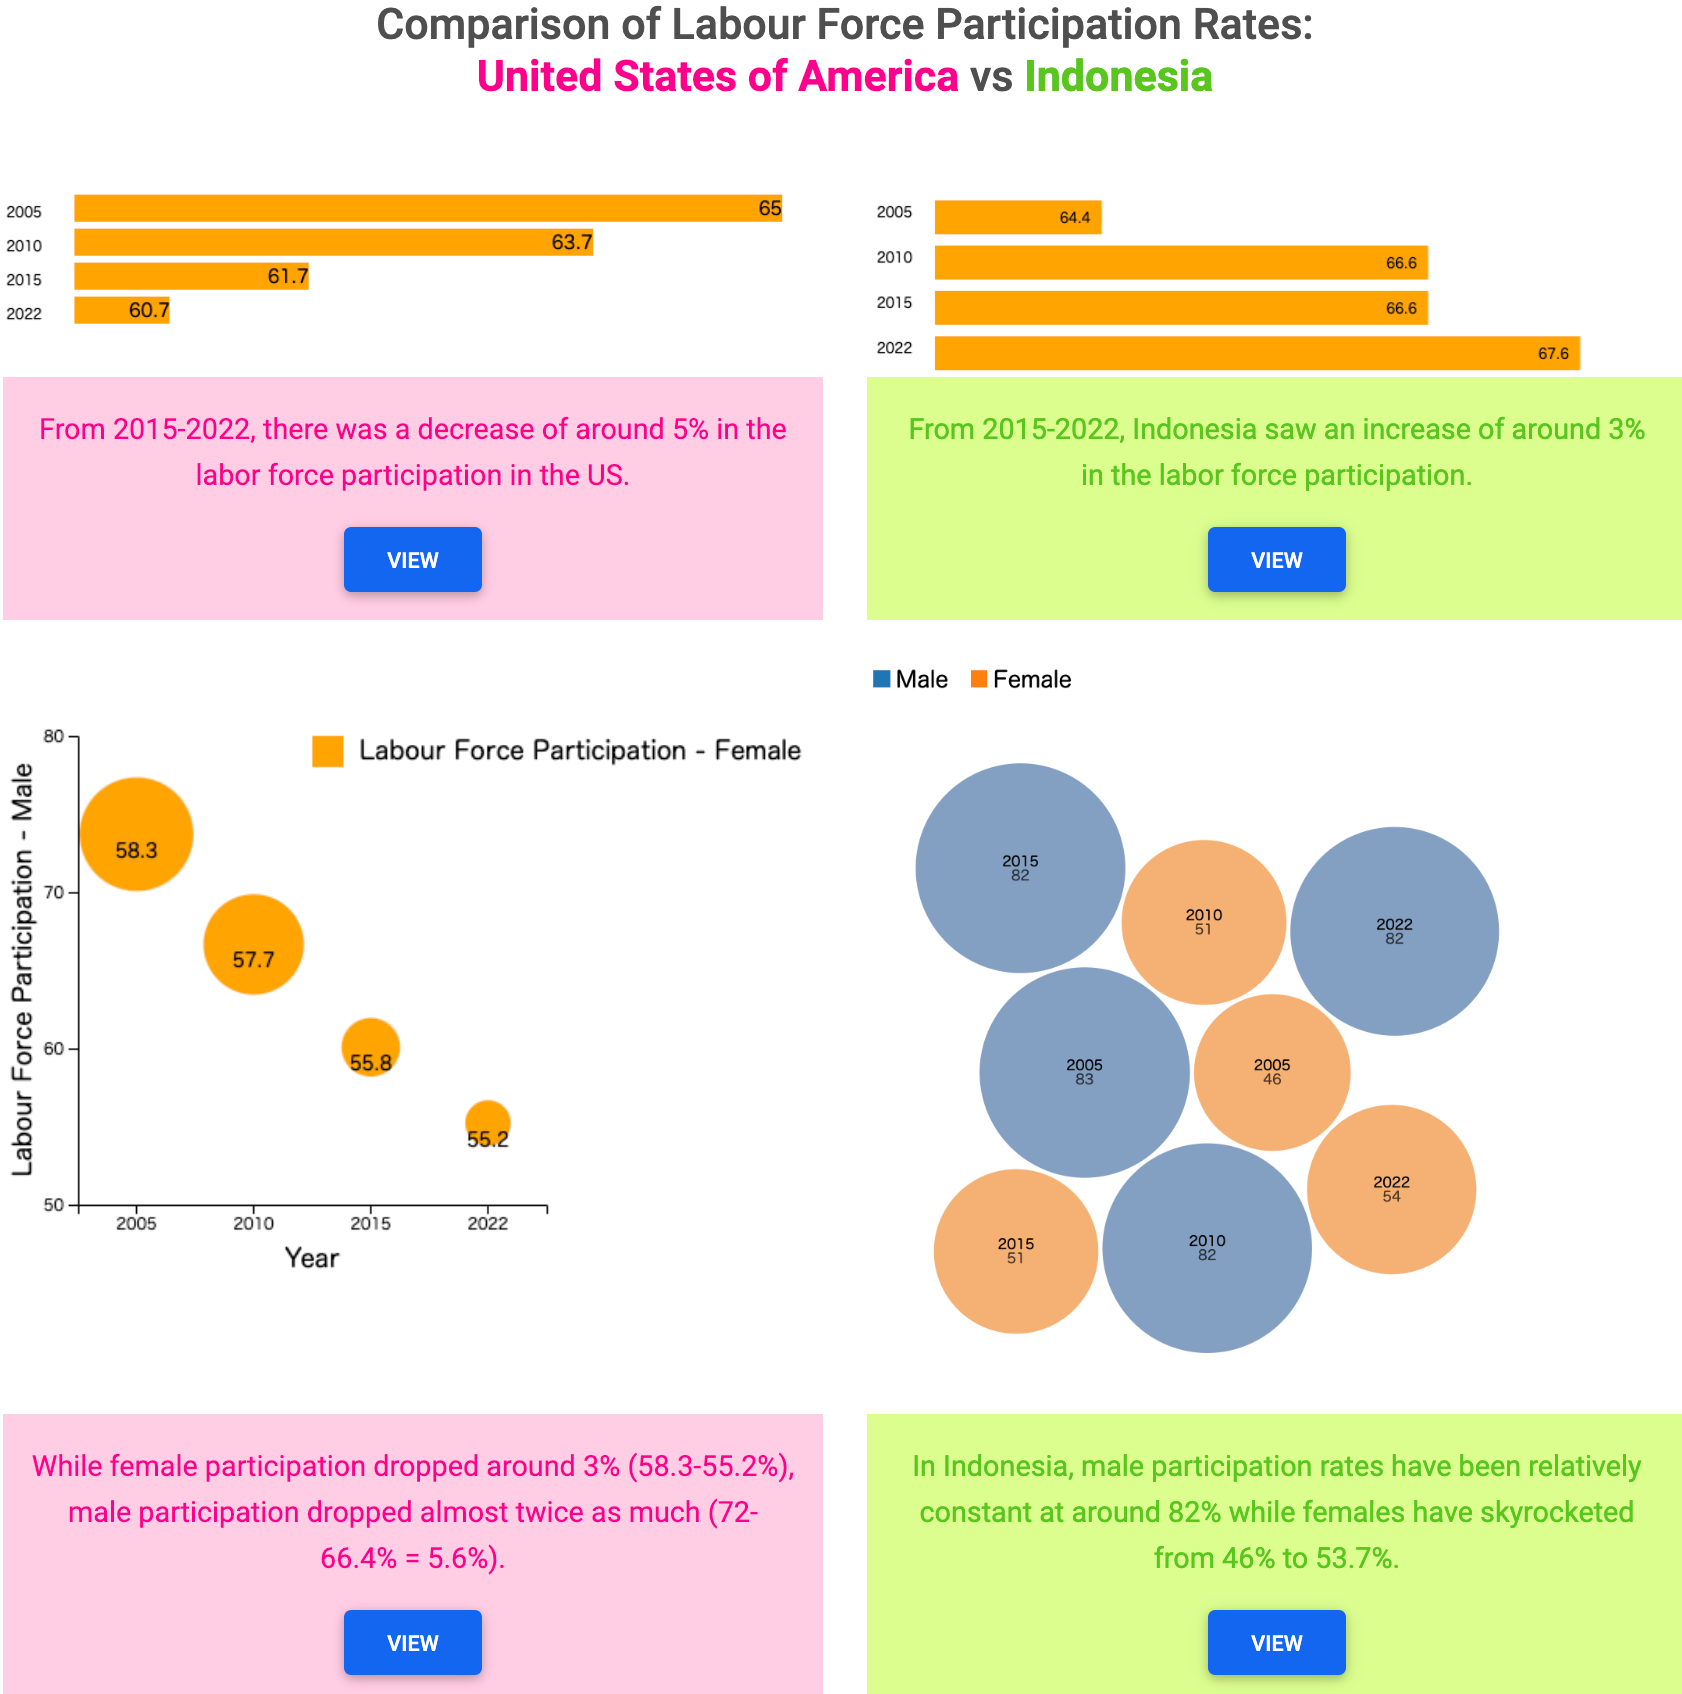 Comparison of Labour Force Participation Rates:
United States of America vs Indonesia
2005
65
2010
63.7
2015
61.7
2022
60.7
2005
64.4
2010
66.6
2015
66.6
2022
67.6
From 2015-2022, there was a decrease of around 5% in the
labor force participation in the US.
VIEW
From 2015-2022, Indonesia saw an increase of around 3%
in the labor force participation.
VIEW
Labour Force Participation - Male
80
70
60
50
Labour Force Participation - Female
58.3
57.7
55.8
55.2
2005
2010
2015
2022
Year
Male
Female
2015
82
2010
51
2022
82
2005
83
2005
46
2022
54
2015
51
2010
82
While female participation dropped around 3% (58.3-55.2%),
male participation dropped almost twice as much (72-
66.4% = 5.6%).
VIEW
In Indonesia, male participation rates have been relatively
constant at around 82% while females have skyrocketed
from 46% to 53.7%.
VIEW